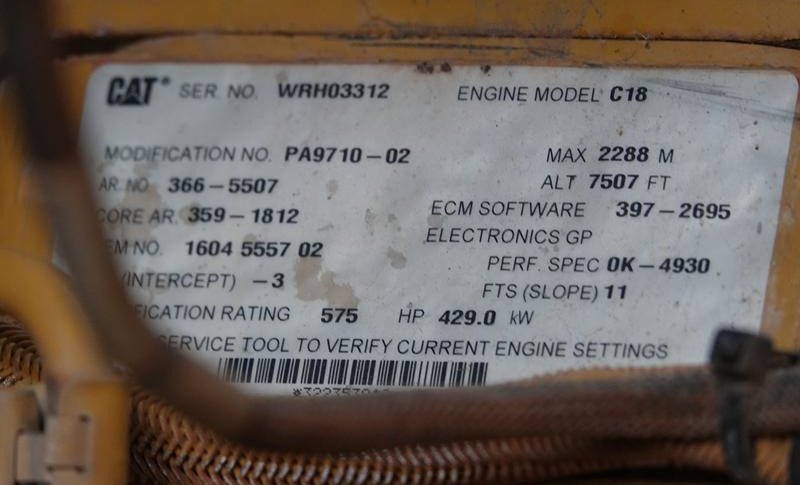 CAT® SER. NO. WRH03312 ENGINE MODEL C18
MODIFICATION NO. PA9710-02 MAX 2288 M
AR. NO. 366-5507 ALT 7507 FT
CORE AR. 359-1812 ECM SOFTWARE 397-2695
EM NO. 1604 5557 02 ELECTRONICS GP
(INTERCEPT) -3 PERF. SPEC 0K-4930
FTS (SLOPE) 11
FICATION RATING 575 HP 429.0 kW
SERVICE TOOL TO VERIFY CURRENT ENGINE SETTINGS